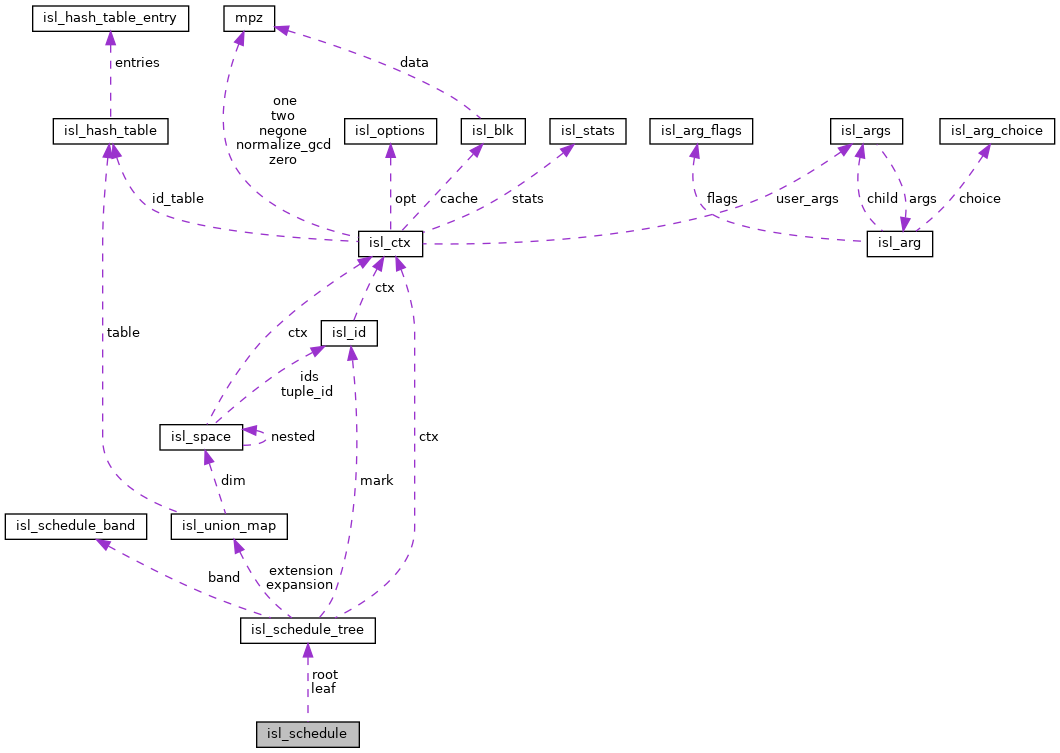 isl_hash_table_entry
mpz
entries
data
one
two
negone
normalize_gcd
zero
isl_hash_table
isl_options
isl_blk
isl_stats
isl_arg_flags
isl_args
isl_arg_choice
id_table
opt
cache
stats
flags
user_args
child
args
choice
isl_ctx
isl_arg
ctx
table
ctx
isl_id
ids
tuple_id
isl_space
nested
ctx
dim
mark
isl_schedule_band
isl_union_map
band
extension
expansion
isl_schedule_tree
root
leaf
isl_schedule